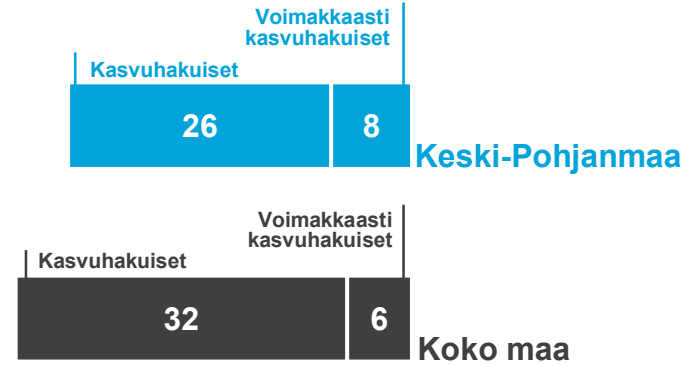 Voimakkaasti
kasvuhakuiset
Kasvuhakuiset
26
8
Keski-Pohjanmaa
Voimakkaasti
kasvuhakuiset
Kasvuhakuiset
32
6
Koko maa